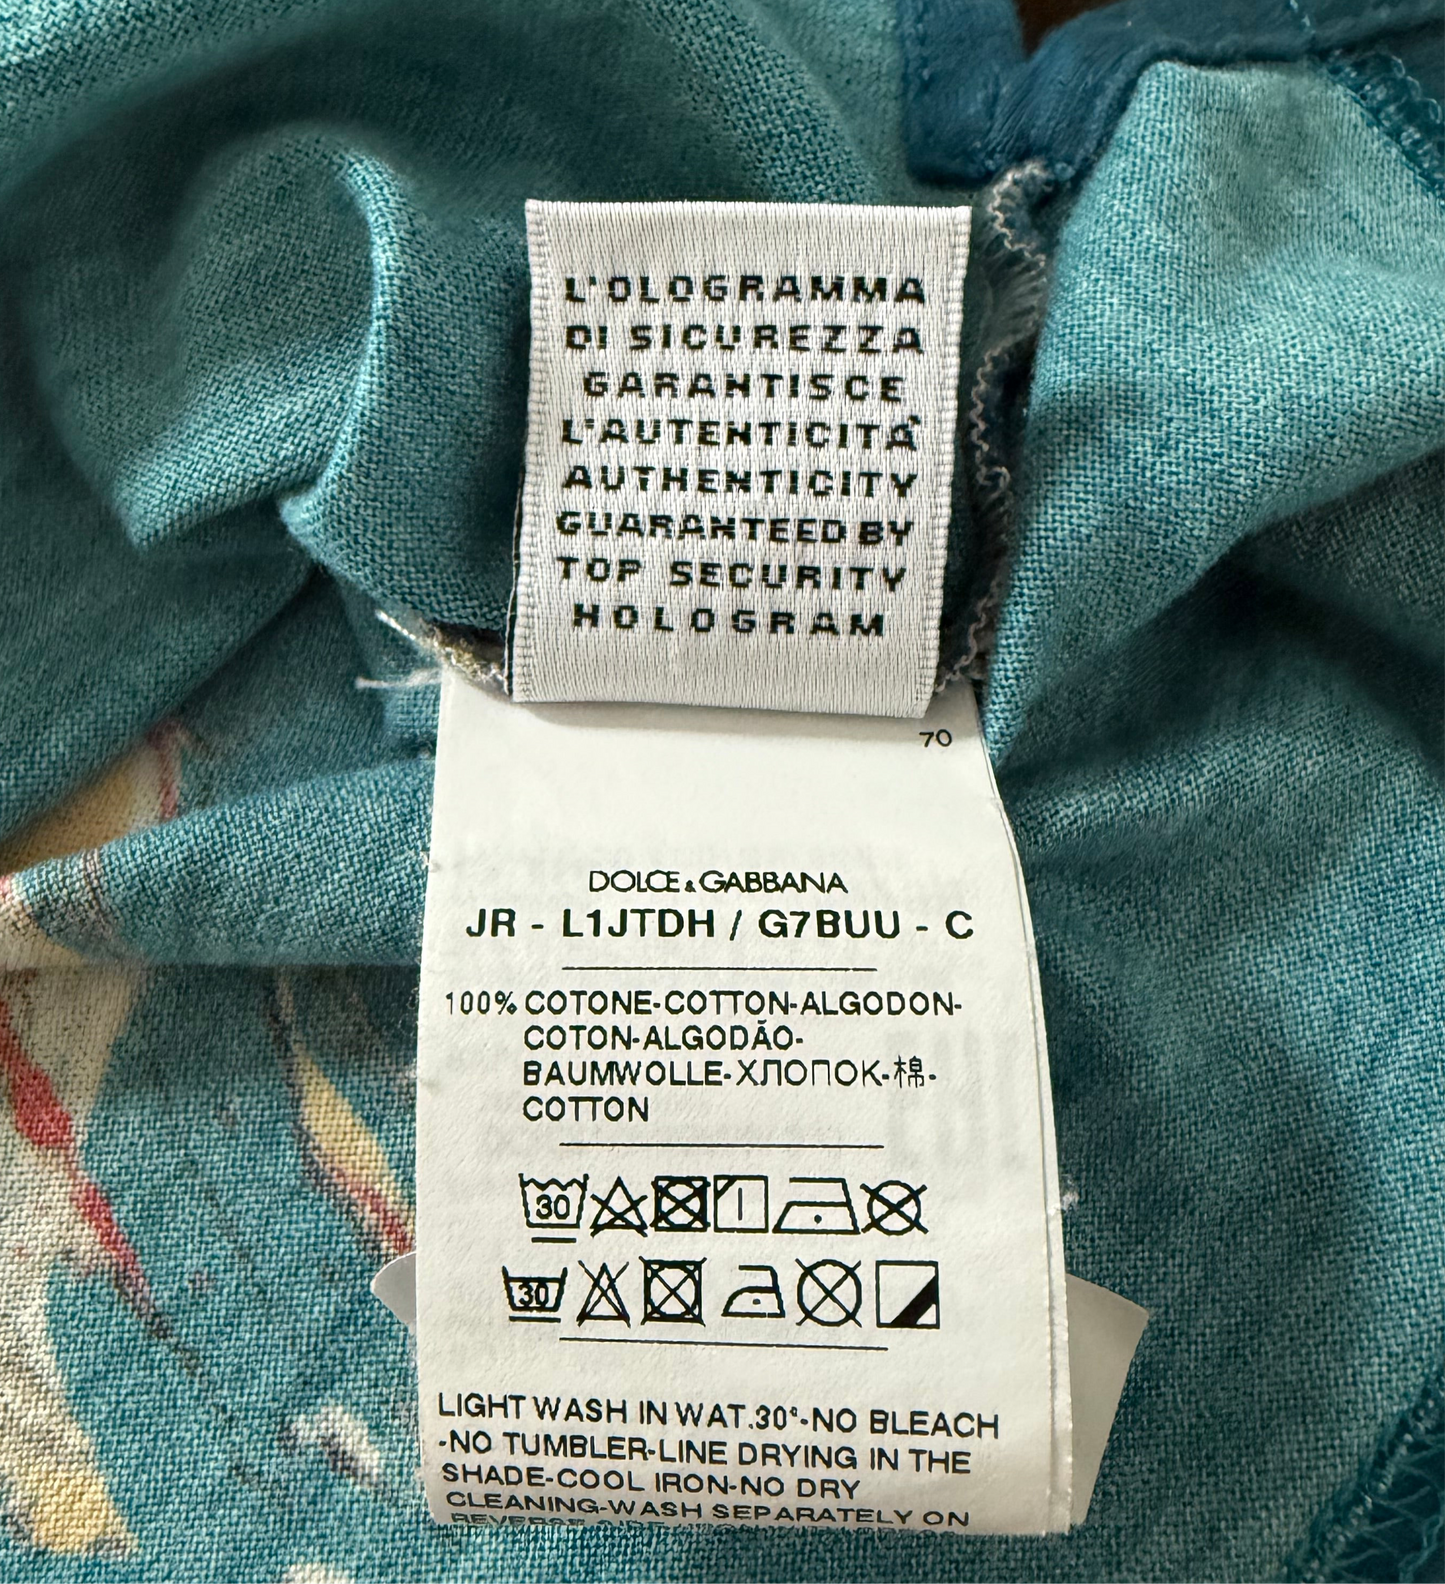 L'OLOGRAMMA
DI SICUREZZA
GARANTISCE
L'AUTENTICITÀ
AUTHENTICITY
GUARANTEED BY
TOP SECURITY
HOLOGRAM
70
DOLCE & GABBANA
JR - L1JTDH / G7BUU - C
100% COTONE-COTTON-ALGODON-
COTON-ALGODÃO-
BAUMWOLLE-ХЛОПОК-棉-
COTTON
30
30
LIGHT WASH IN WAT.30°-NO BLEACH
-NO TUMBLER-LINE DRYING IN THE
SHADE-COOL IRON-NO DRY
CLEANING-WASH SEPARATELY ON
REVERSE